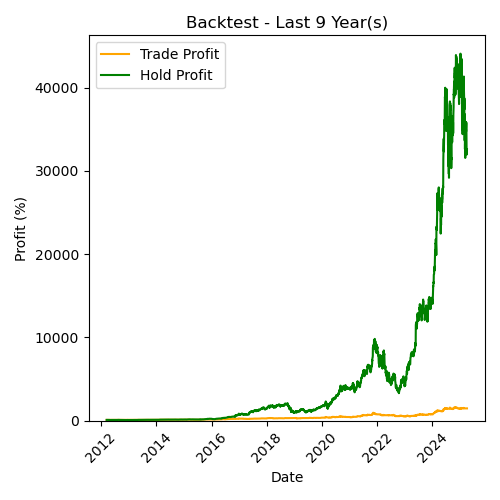 Backtest - Last 9 Year(s)
Trade Profit
Hold Profit
Profit (%)
40000
30000
20000
10000
0
2012
2014
2016
2018
2020
2022
2024
Date